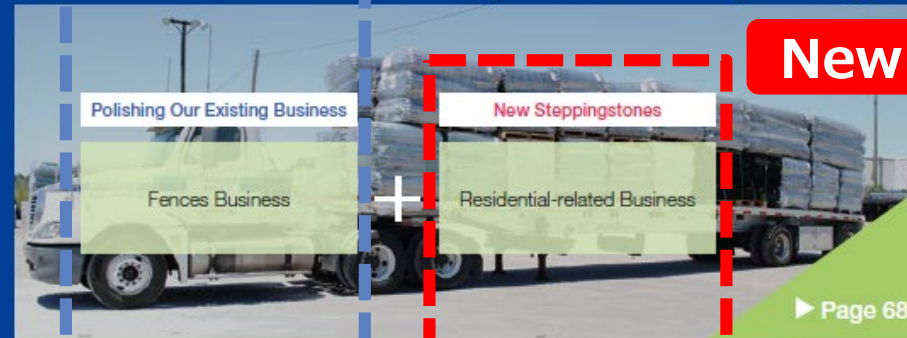 New
Polishing Our Existing Business
New Steppingstones
Fences Business
+
Residential-related Business
▶ Page 68